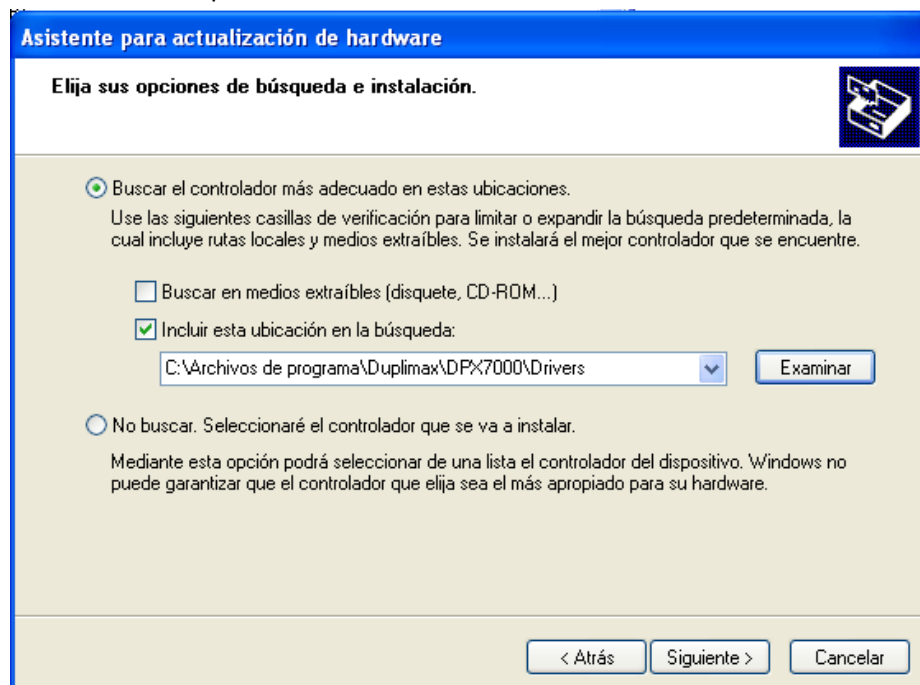 Asistente para actualización de hardware
Elija sus opciones de búsqueda e instalación.
Buscar el controlador más adecuado en estas ubicaciones.
Use las siguientes casillas de verificación para limitar o expandir la búsqueda predeterminada, la
cual incluye rutas locales y medios extraíbles. Se instalará el mejor controlador que se encuentre.
Buscar en medios extraíbles (disquete, CD-ROM...)
Incluir esta ubicación en la búsqueda:
C:\Archivos de programa\Duplimax\DPX7000\Drivers
Examinar
No buscar. Seleccionaré el controlador que se va a instalar.
Mediante esta opción podrá seleccionar de una lista el controlador del dispositivo. Windows no
puede garantizar que el controlador que elija sea el más apropiado para su hardware.
< Atrás
Siguiente >
Cancelar